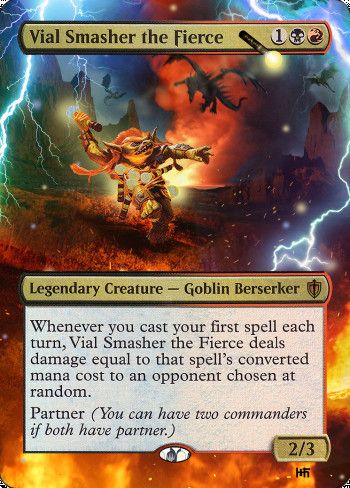 Vial Smasher the Fierce 1
Legendary Creature — Goblin Berserker
Whenever you cast your first spell each
turn, Vial Smasher the Fierce deals
damage equal to that spell's converted
mana cost to an opponent chosen at
random.
Partner (You can have two commanders
if both have partner.)
2/3